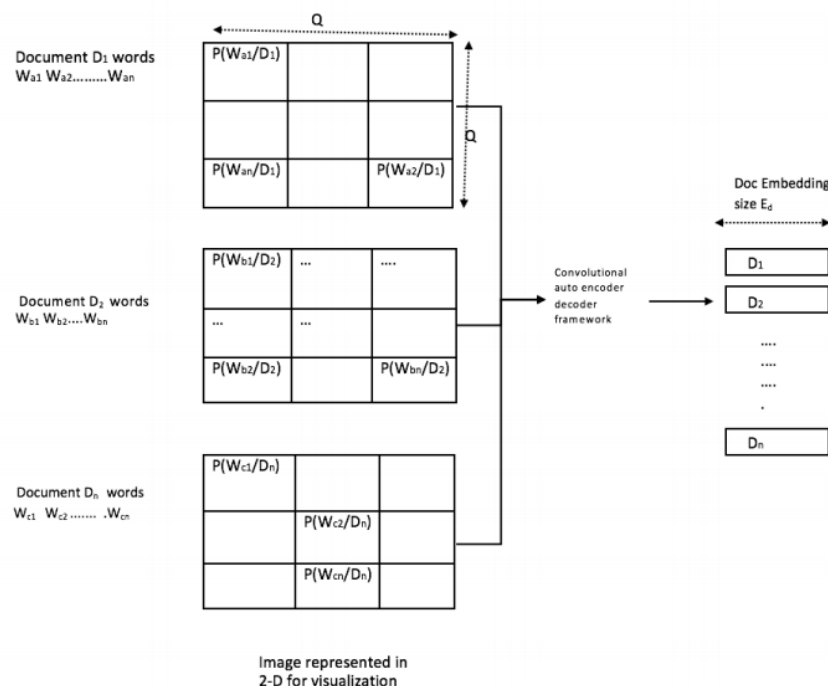 Q
Document D₁ words
Wa1 Wa2.........Wan
P(Wa1/D1)
Q
P(Wan/D1) P(Wa2/D1)
Doc Embedding
size Ed
Document D₂ words
Wb1 Wb2....Wbn
P(Wb1/D2) ... ....
... ...
P(Wb2/D2) P(Wbn/D2)
Convolutional
auto encoder
decoder
framework
D1
D2
....
....
....
.
Dn
Document Dn words
Wc1 Wc2....... .Wcn
P(Wc1/Dn)
P(Wc2/Dn)
P(Wcn/Dn)
Image represented in
2-D for visualization